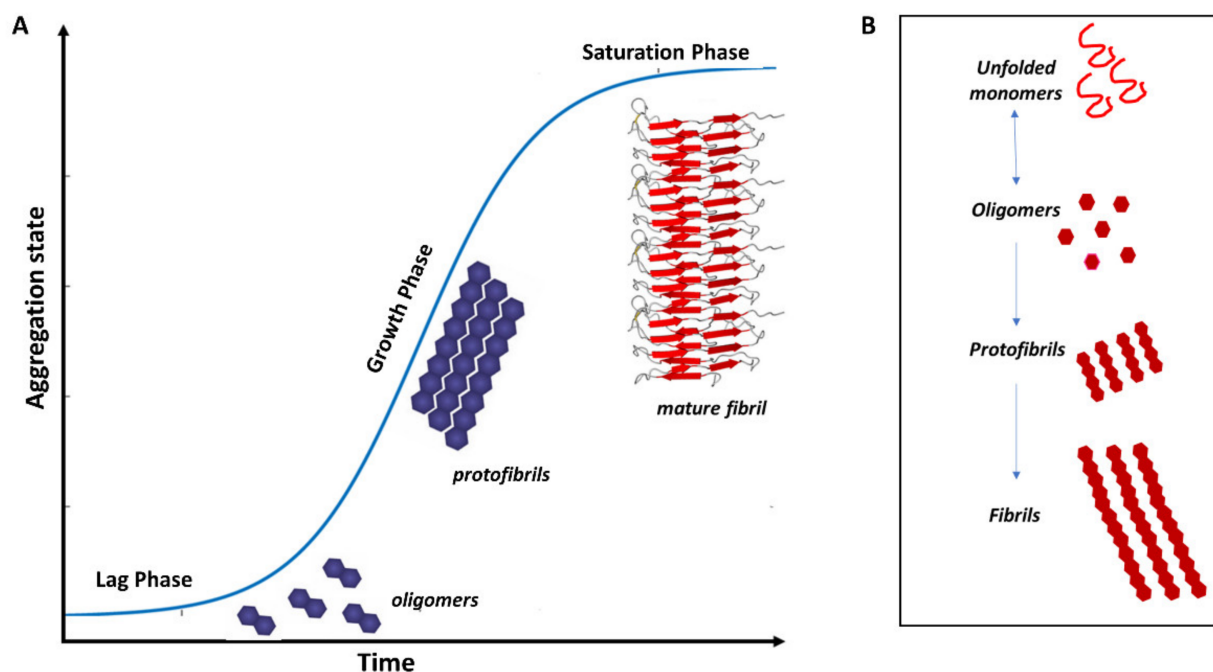 A
Saturation Phase
Growth Phase
Aggregation state
mature fibril
protofibrils
Lag Phase
oligomers
Time
B
Unfolded
monomers
Oligomers
Protofibrils
Fibrils